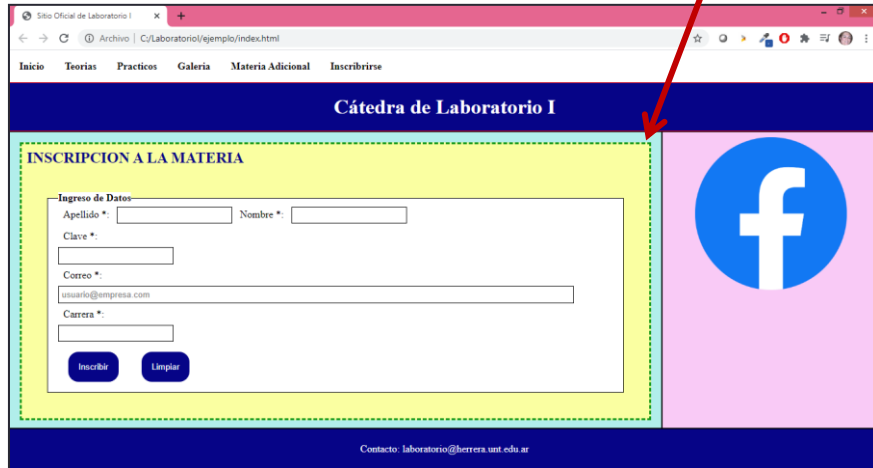 Sitio Oficial de Laboratorio I
Archivo | C:/LaboratorioI/ejemplo/index.html
Inicio Teorias Practicos Galeria Materia Adicional Inscribirse
Cátedra de Laboratorio I
INSCRIPCION A LA MATERIA
Ingreso de Datos
Apellido *: Nombre *:
Clave *:
Correo *:
usuario@empresa.com
Carrera *:
Inscribir Limpiar
Contacto: laboratorio@herrera.unt.edu.ar